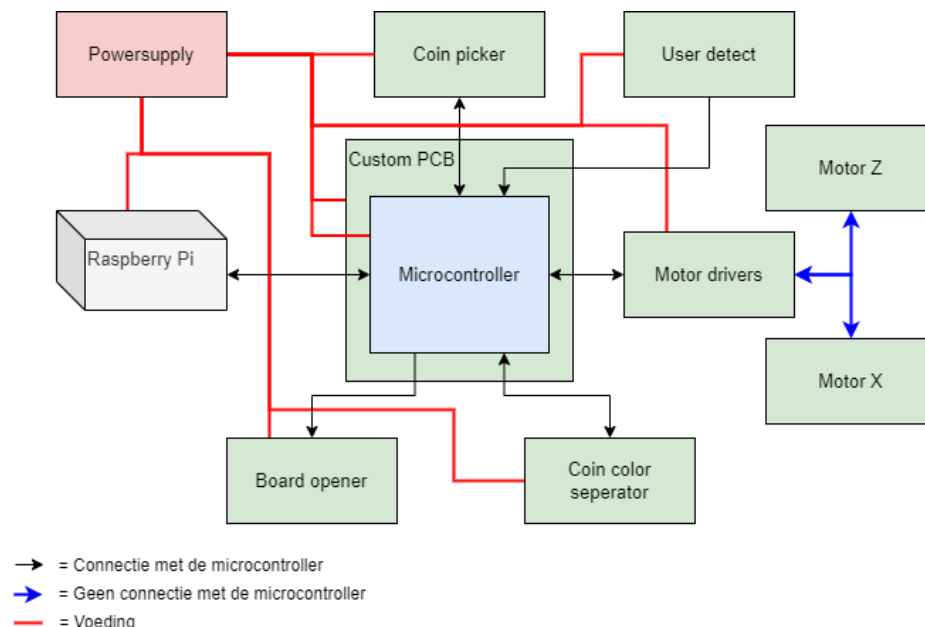 Powersupply
Coin picker
User detect
Custom PCB
Motor Z
Raspberry Pi
Microcontroller
Motor drivers
Motor X
Board opener
Coin color
seperator
= Connectie met de microcontroller
= Geen connectie met de microcontroller
= Voeding